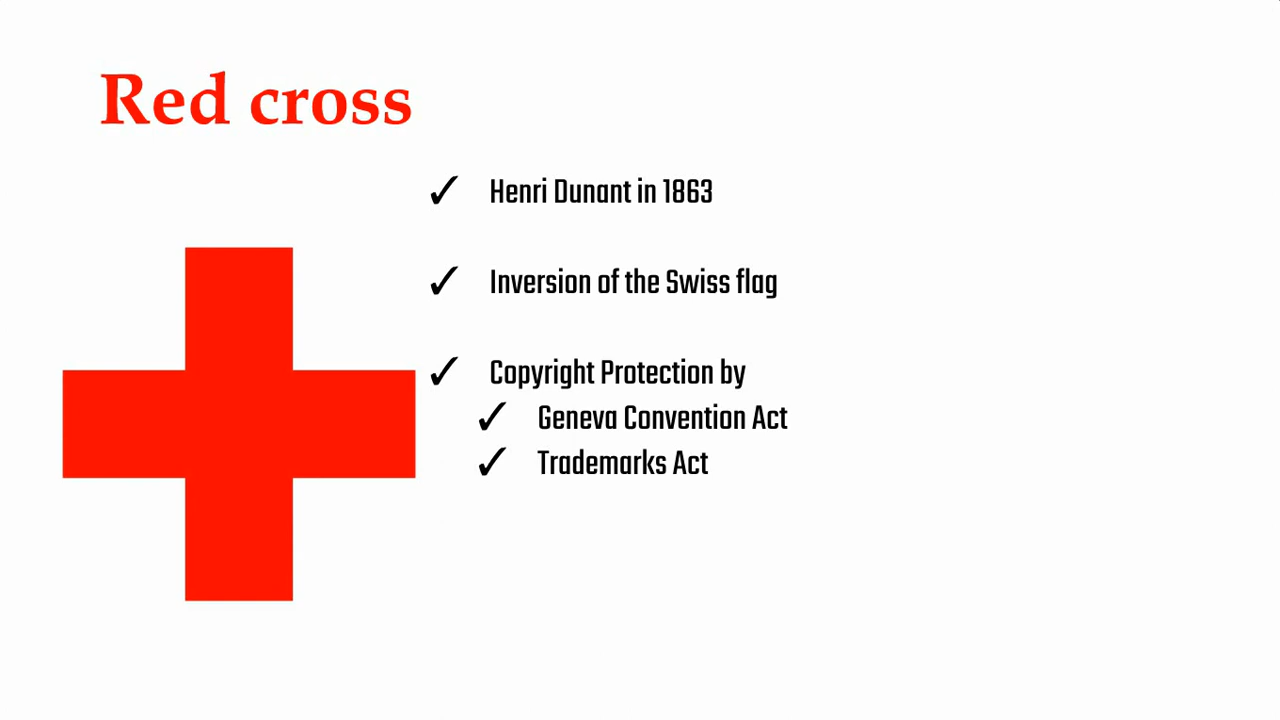 Red cross
✓ Henri Dunant in 1863
✓ Inversion of the Swiss flag
✓ Copyright Protection by
✓ Geneva Convention Act
✓ Trademarks Act